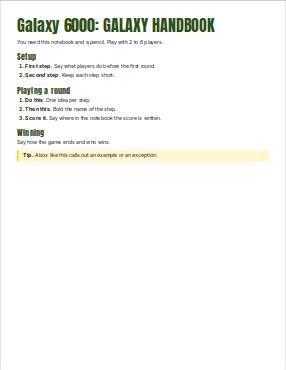 Galaxy 6000: GALAXY HANDBOOK
You need this notebook and a pencil. Play with 2 to 6 players.
Setup
1. First step. Say what players do before the first round.
2. Second step. Keep each step short.
Playing a round
1. Do this. One idea per step.
2. Then this. Bold the name of the step.
3. Score it. Say where in the notebook the score is written.
Winning
Say how the game ends and who wins.
Tip. A box like this calls out an example or an exception.